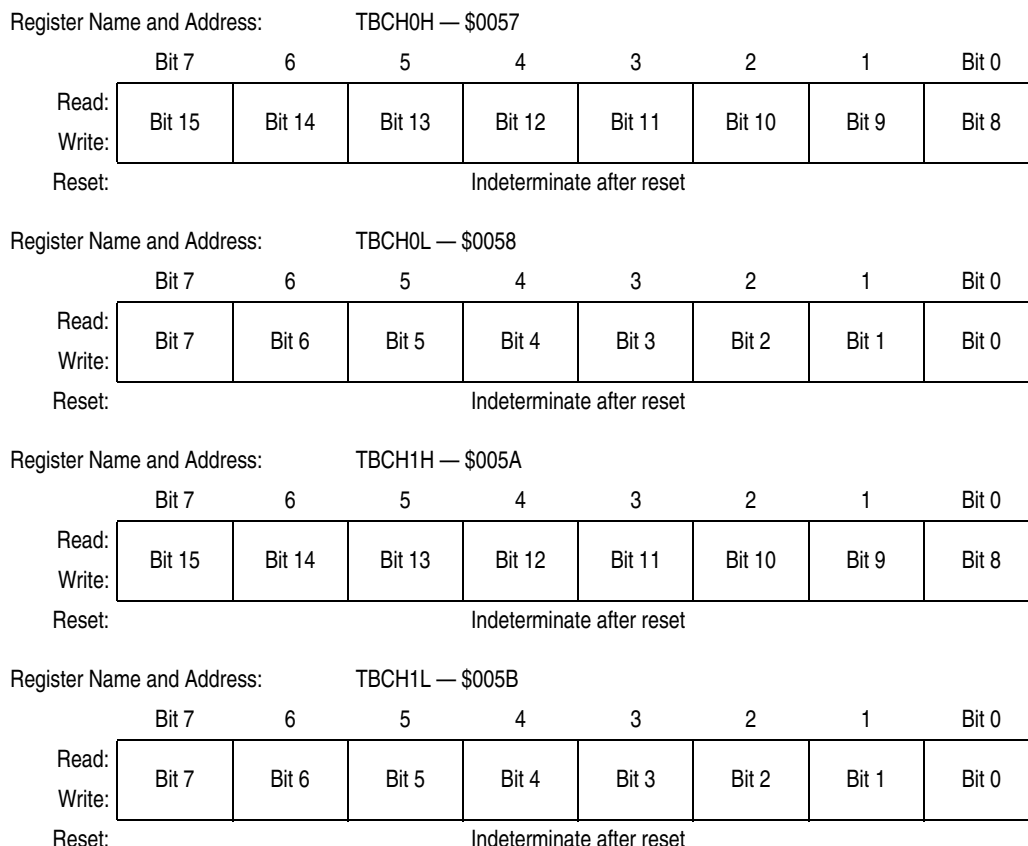 Register Name and Address: TBCH0H — $0057
Bit 7 6 5 4 3 2 1 Bit 0
Read:
Bit 15 Bit 14 Bit 13 Bit 12 Bit 11 Bit 10 Bit 9 Bit 8
Write:
Reset: Indeterminate after reset
Register Name and Address: TBCH0L — $0058
Bit 7 6 5 4 3 2 1 Bit 0
Read:
Bit 7 Bit 6 Bit 5 Bit 4 Bit 3 Bit 2 Bit 1 Bit 0
Write:
Reset: Indeterminate after reset
Register Name and Address: TBCH1H — $005A
Bit 7 6 5 4 3 2 1 Bit 0
Read:
Bit 15 Bit 14 Bit 13 Bit 12 Bit 11 Bit 10 Bit 9 Bit 8
Write:
Reset: Indeterminate after reset
Register Name and Address: TBCH1L — $005B
Bit 7 6 5 4 3 2 1 Bit 0
Read:
Bit 7 Bit 6 Bit 5 Bit 4 Bit 3 Bit 2 Bit 1 Bit 0
Write:
Reset: Indeterminate after reset